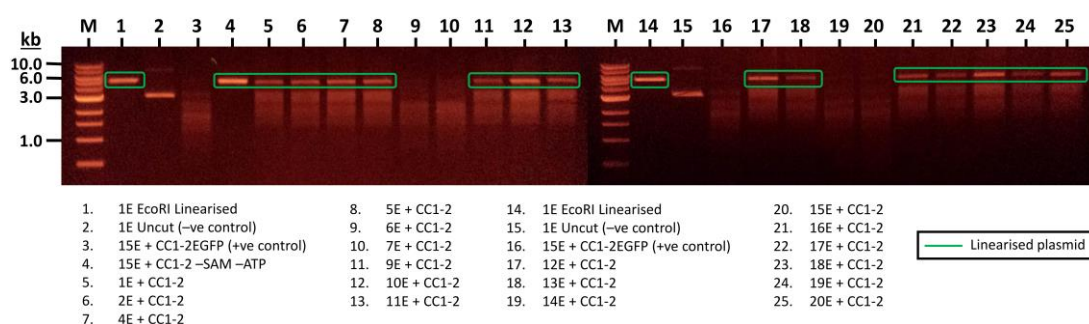 M 1 2 3 4 5 6 7 8 9 10 11 12 13 M 14 15 16 17 18 19 20 21 22 23 24 25
kb
10.0
6.0
3.0
1.0
1. 1E EcoRI Linearised
2. 1E Uncut (–ve control)
3. 15E + CC1-2EGFP (+ve control)
4. 15E + CC1-2 –SAM –ATP
5. 1E + CC1-2
6. 2E + CC1-2
7. 4E + CC1-2
8. 5E + CC1-2
9. 6E + CC1-2
10. 7E + CC1-2
11. 9E + CC1-2
12. 10E + CC1-2
13. 11E + CC1-2
14. 1E EcoRI Linearised
15. 1E Uncut (–ve control)
16. 15E + CC1-2EGFP (+ve control)
17. 12E + CC1-2
18. 13E + CC1-2
19. 14E + CC1-2
20. 15E + CC1-2
21. 16E + CC1-2
22. 17E + CC1-2
23. 18E + CC1-2
24. 19E + CC1-2
25. 20E + CC1-2
Linearised plasmid